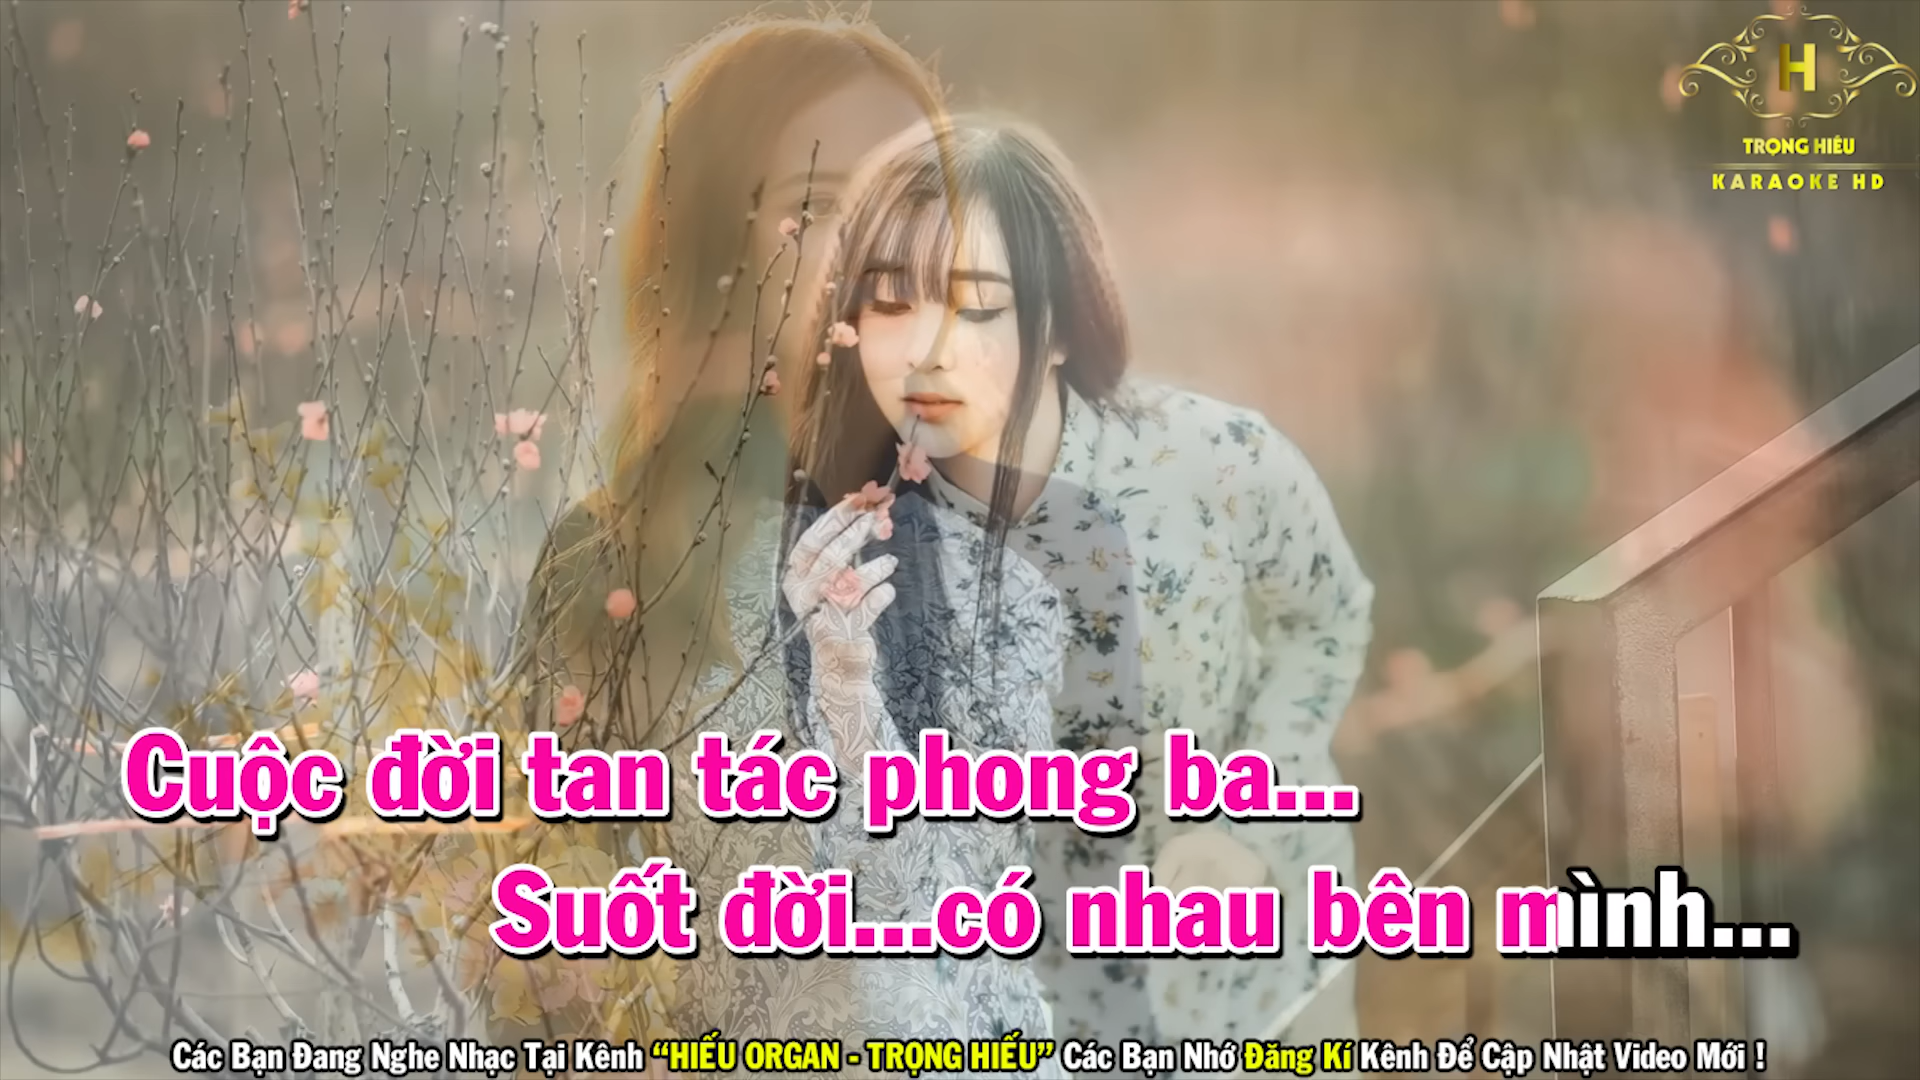 H
TRỌNG HIẾU
KARAOKE HD
Cuộc đời tan tác phong ba...
Suốt đời...có nhau bên mình...
Các Bạn Đang Nghe Nhạc Tại Kênh “HIẾU ORGAN - TRỌNG HIẾU” Các Bạn Nhớ Đăng Kí Kênh Để Cập Nhật Video Mới !